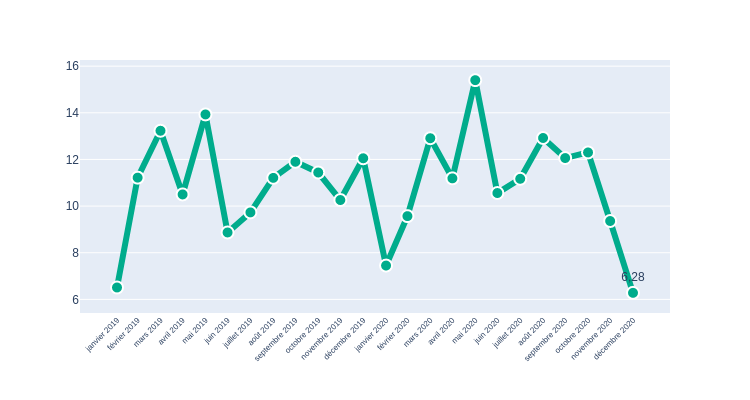 16
14
12
10
8
6
6.28
janvier 2019
février 2019
mars 2019
avril 2019
mai 2019
juin 2019
juillet 2019
août 2019
septembre 2019
octobre 2019
novembre 2019
décembre 2019
janvier 2020
février 2020
mars 2020
avril 2020
mai 2020
juin 2020
juillet 2020
août 2020
septembre 2020
octobre 2020
novembre 2020
décembre 2020